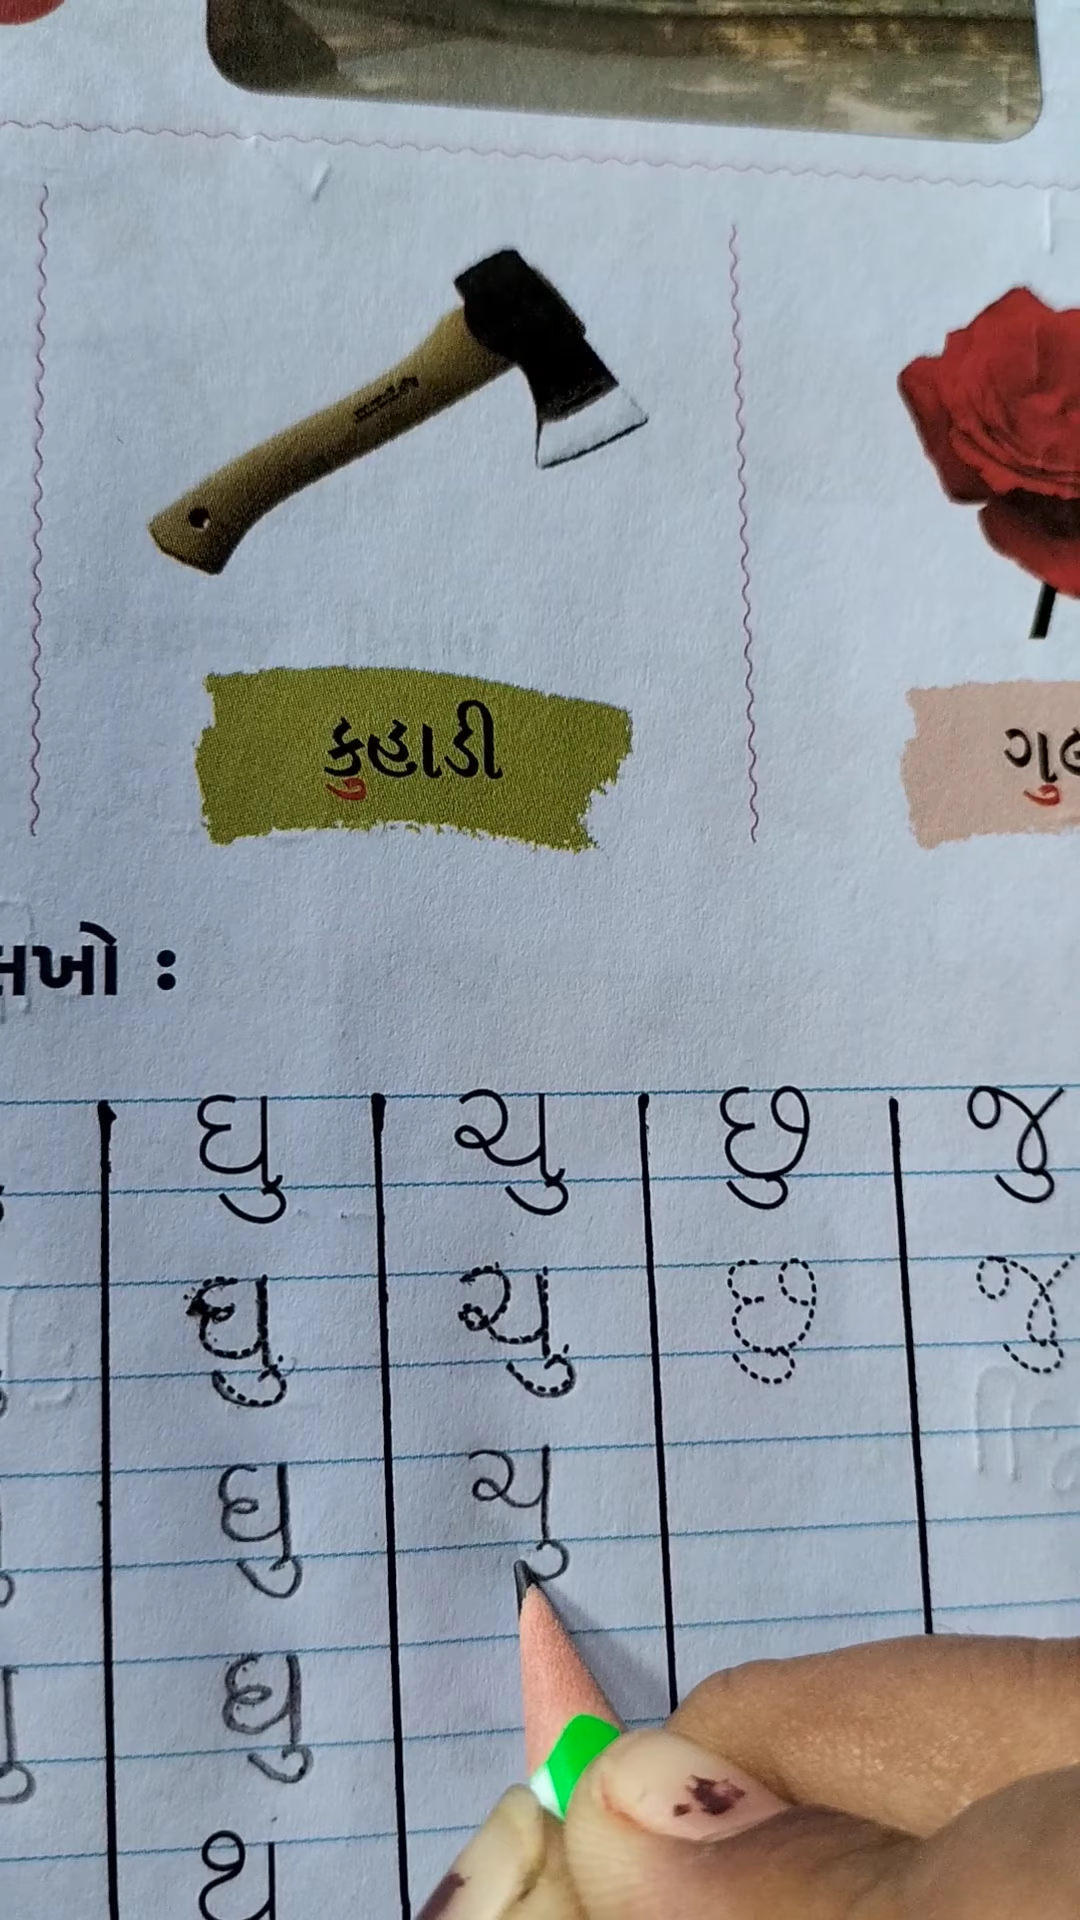 કુહાડી
લખો :
ઘુ ચુ છુ જુ
ઘુ ચુ છુ જુ
ઘુ ચુ
ઘુ
થ